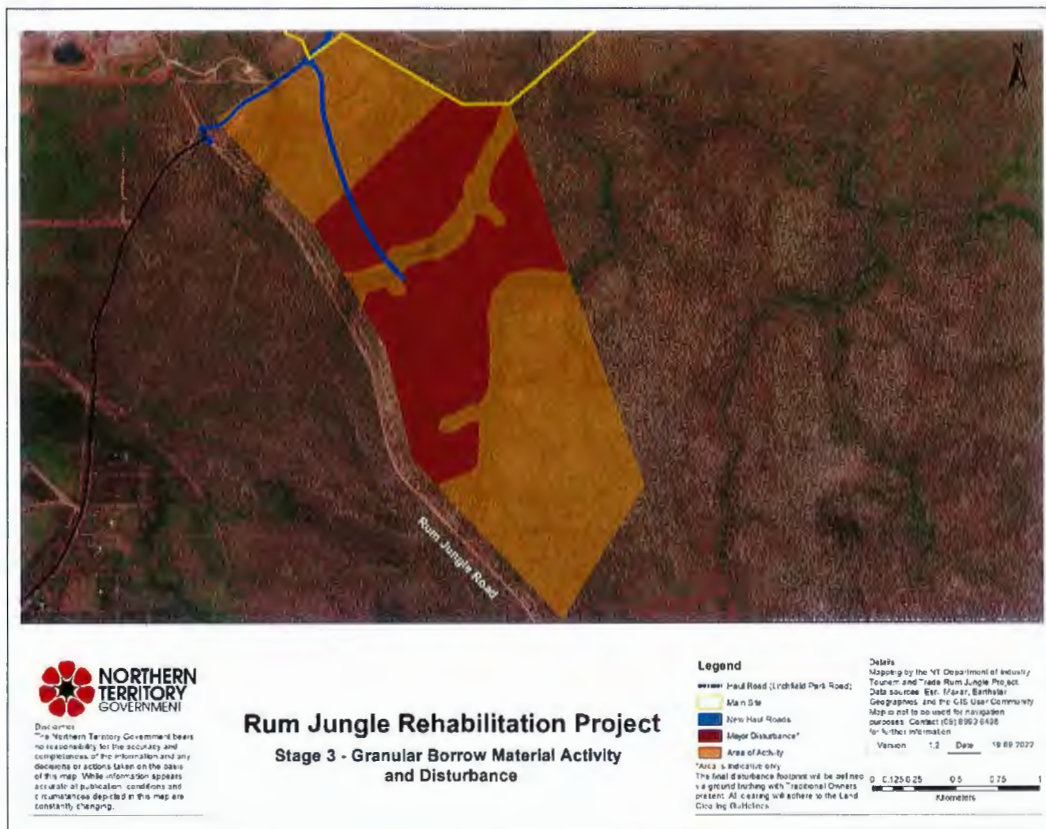 N
Rum Jungle Road
NORTHERN
TERRITORY
GOVERNMENT
Disclaimer
The Northern Territory Government bears
no responsibility for the accuracy and
completeness of the information and any
decisions or actions taken on the basis
of this map. While information appears
accurate at publication, conditions and
circumstances depicted in this map are
constantly changing.
Rum Jungle Rehabilitation Project
Stage 3 - Granular Borrow Material Activity
and Disturbance
Legend
Haul Road (Litchfield Park Road)
Main Site
New Haul Roads
Major Disturbance*
Area of Activity
*Area is indicative only
The final disturbance footprint will be defined
via ground truthing with Traditional Owners
present. All clearing will adhere to the Land
Clearing Guidelines
Details
Mapping by the NT Department of Industry
Tourism and Trade Rum Jungle Project.
Data sources: Esri, Maxar, Earthstar
Geographics, and the GIS User Community
Map is not to be used for navigation
purposes. Contact (08)
for further information
Version 1.2 Date 2022
0 0.125 0.25 0.5 0.75 1
Kilometers